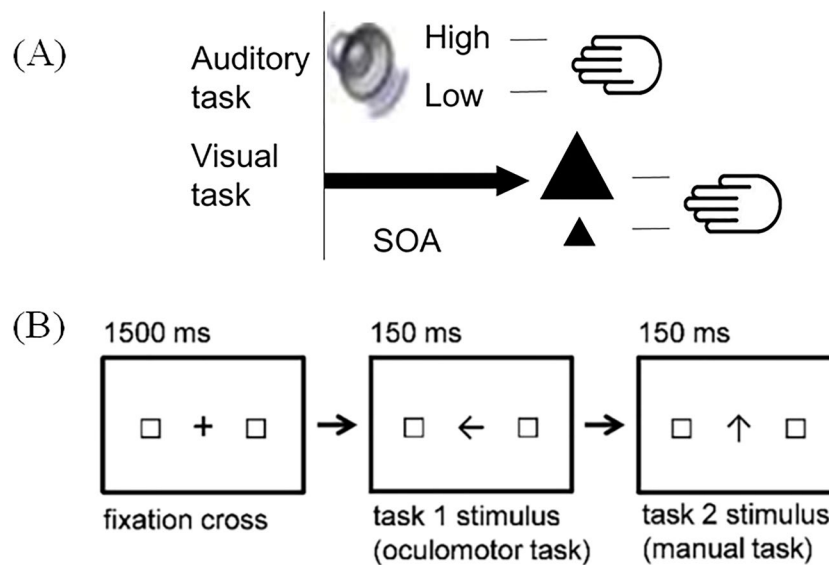 (A)
Auditory
task
High
Low
Visual
task
SOA
(B)
1500 ms
150 ms
150 ms
fixation cross
task 1 stimulus
(oculomotor task)
task 2 stimulus
(manual task)